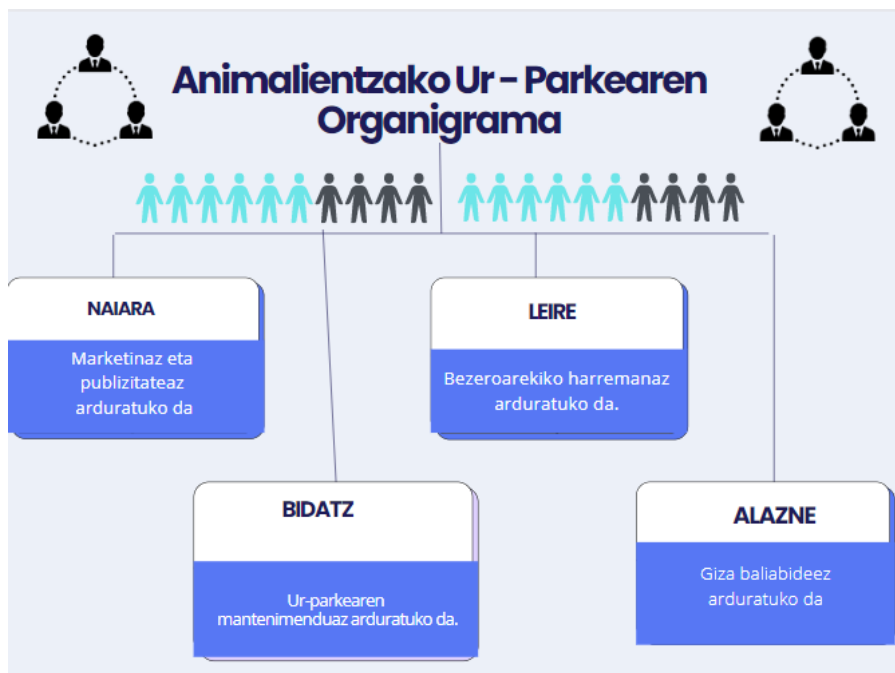 Animalientzako Ur – Parkearen
Organigrama
NAIARA
Marketinaz eta
publizitateaz
arduratuko da
LEIRE
Bezeroarekiko harremanaz
arduratuko da.
BIDATZ
Ur-parkearen
mantenimenduaz arduratuko da.
ALAZNE
Giza baliabideez
arduratuko da